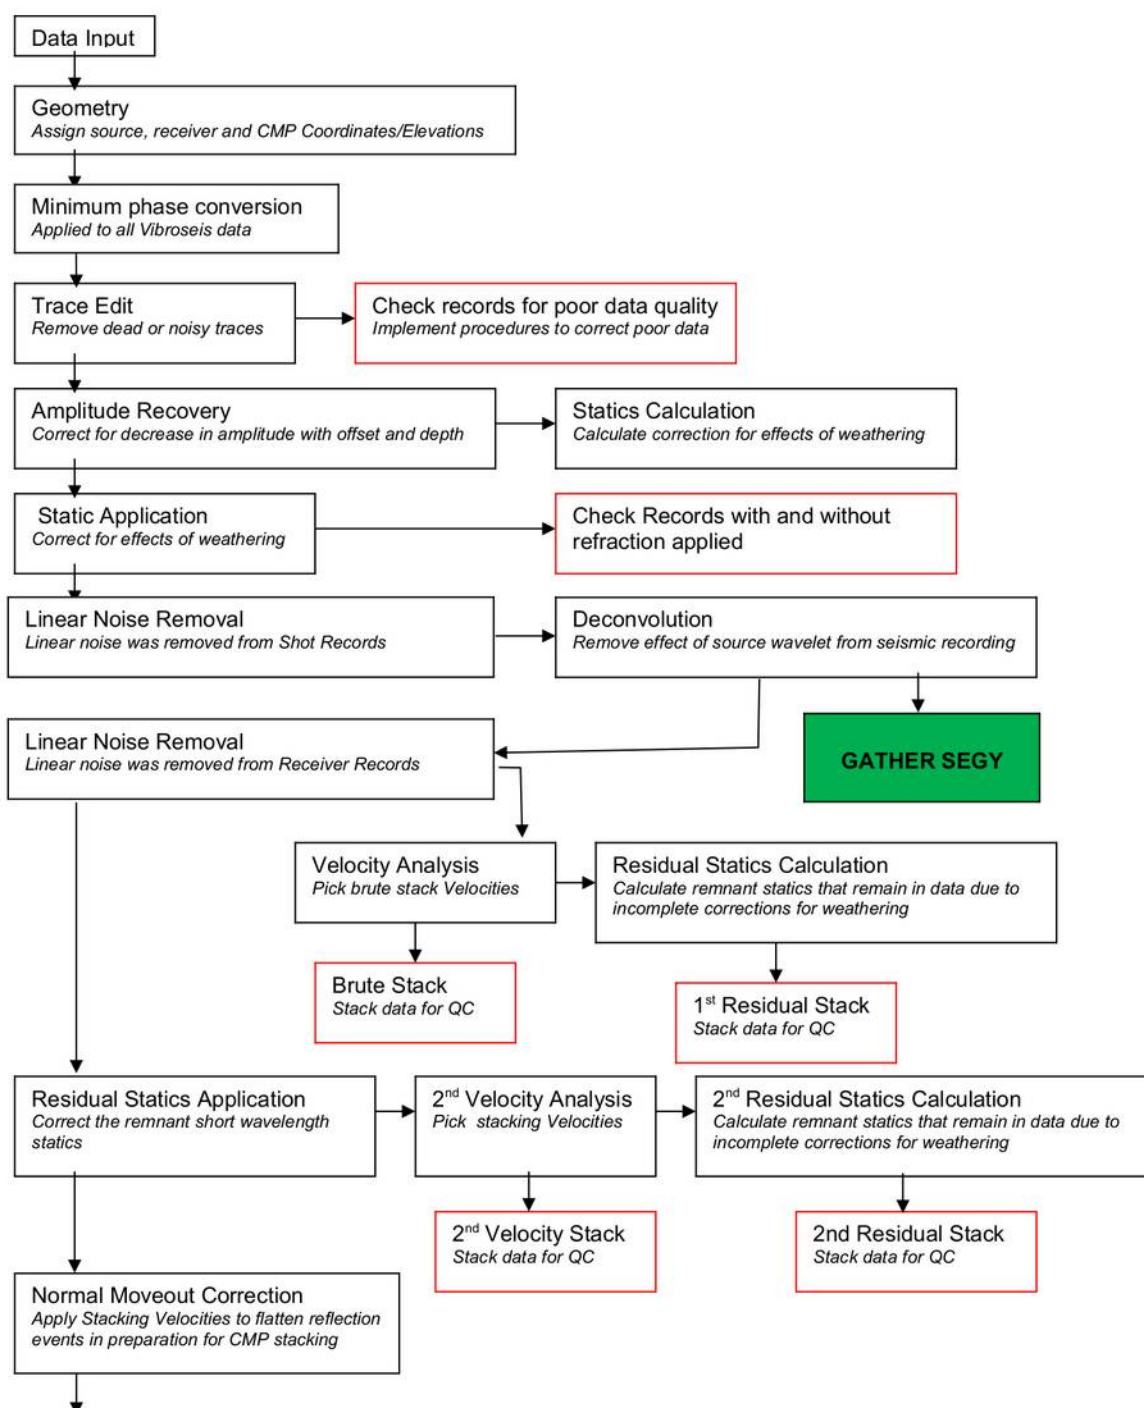 Data Input
Geometry
Assign source, receiver and CMP Coordinates/Elevations
Minimum phase conversion
Applied to all Vibroseis data
Trace Edit
Remove dead or noisy traces
Check records for poor data quality
Implement procedures to correct poor data
Amplitude Recovery
Correct for decrease in amplitude with offset and depth
Statics Calculation
Calculate correction for effects of weathering
Static Application
Correct for effects of weathering
Check Records with and without
refraction applied
Linear Noise Removal
Linear noise was removed from Shot Records
Deconvolution
Remove effect of source wavelet from seismic recording
Linear Noise Removal
Linear noise was removed from Receiver Records
GATHER SEGY
Velocity Analysis
Pick brute stack Velocities
Residual Statics Calculation
Calculate remnant statics that remain in data due to
incomplete corrections for weathering
Brute Stack
Stack data for QC
1st Residual Stack
Stack data for QC
Residual Statics Application
Correct the remnant short wavelength
statics
2nd Velocity Analysis
Pick stacking Velocities
2nd Residual Statics Calculation
Calculate remnant statics that remain in data due to
incomplete corrections for weathering
2nd Velocity Stack
Stack data for QC
2nd Residual Stack
Stack data for QC
Normal Moveout Correction
Apply Stacking Velocities to flatten reflection
events in preparation for CMP stacking